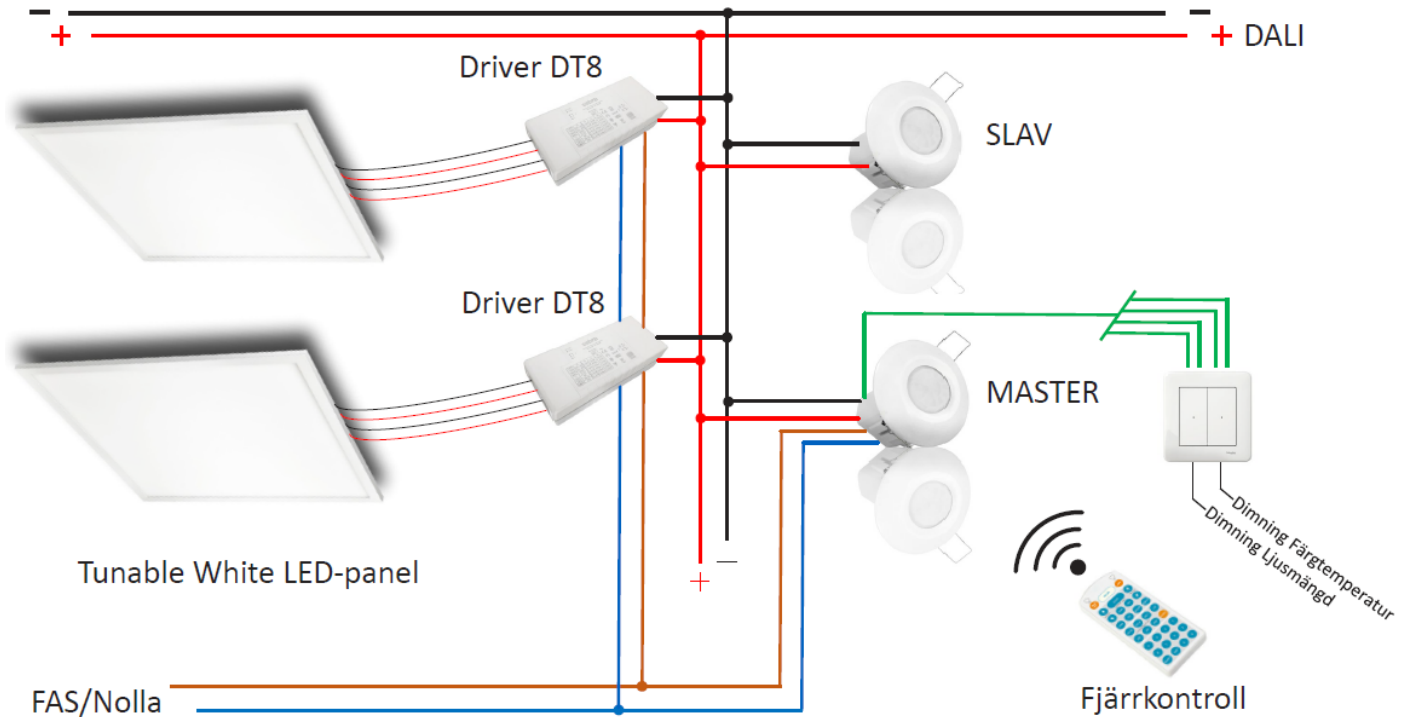 - -
+ + DALI
Driver DT8
SLAV
Driver DT8
MASTER
Dimning Färgtemperatur
Dimning Ljusmängd
Tunable White LED-panel
+ –
FAS/Nolla
Fjärrkontroll